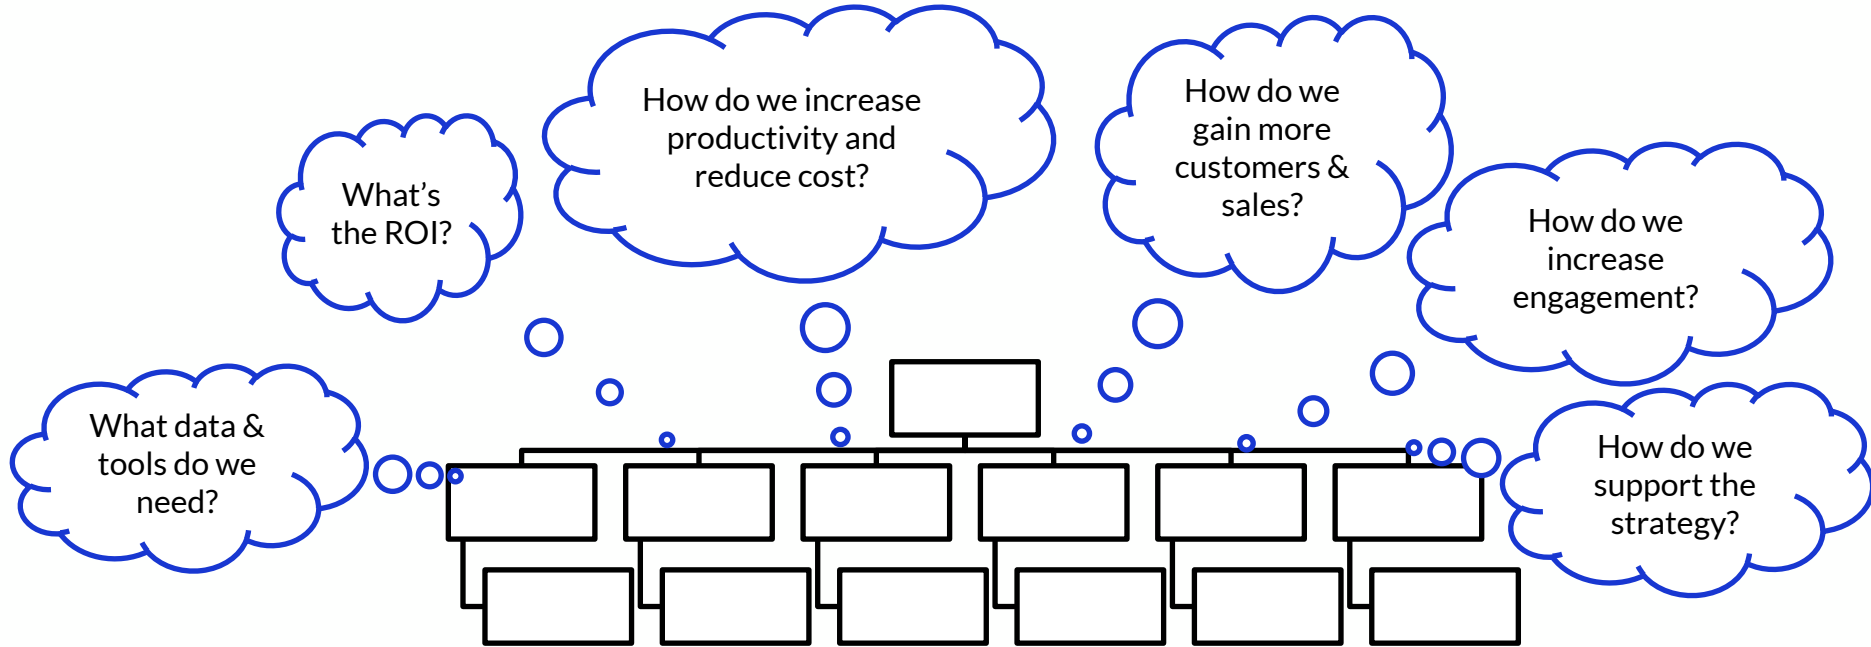 What data &
tools do we
need?
What’s
the ROI?
How do we increase
productivity and
reduce cost?
How do we
gain more
customers &
sales?
How do we
increase
engagement?
How do we
support the
strategy?